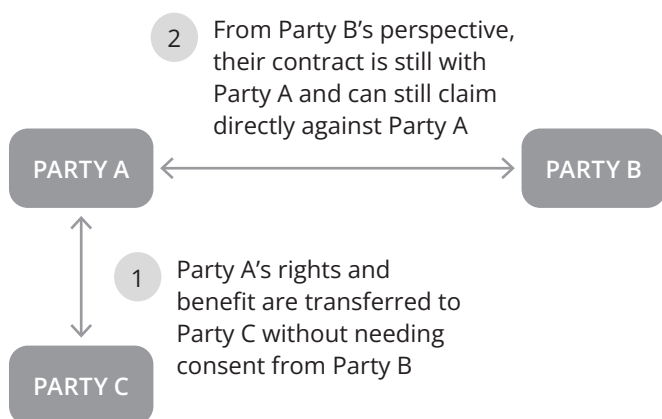 2
From Party B’s perspective,
their contract is still with
Party A and can still claim
directly against Party A
PARTY A
PARTY B
1
Party A’s rights and
benefit are transferred to
Party C without needing
consent from Party B
PARTY C